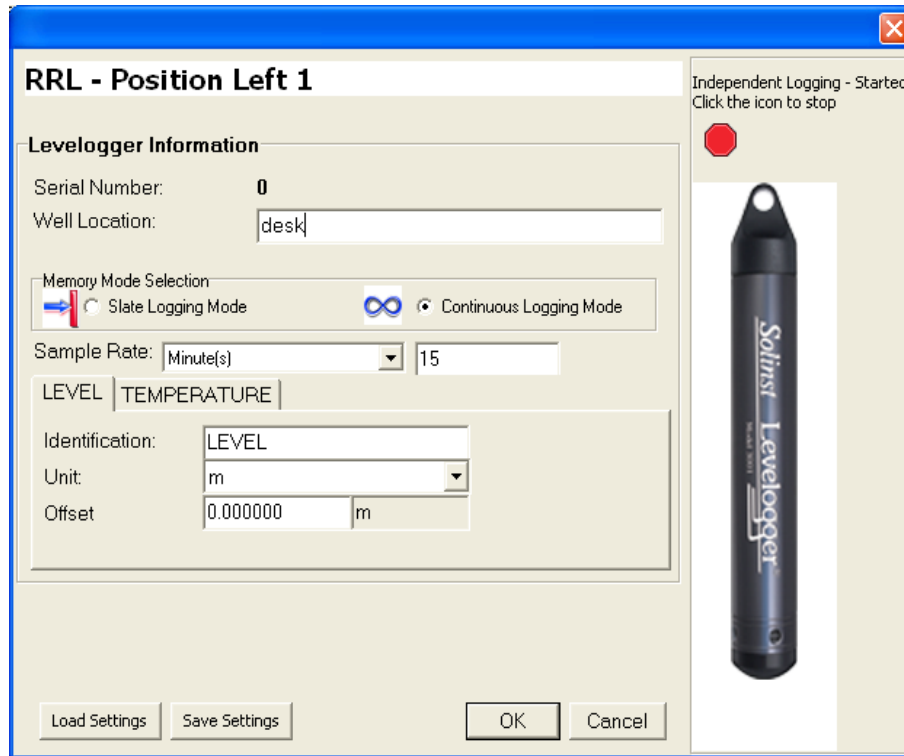 RRL - Position Left 1
Independent Logging - Started
Click the icon to stop
Levelogger Information
Serial Number: 0
Well Location: desk
Memory Mode Selection
Slate Logging Mode Continuous Logging Mode
Sample Rate: Minute(s) 15
LEVEL TEMPERATURE
Identification: LEVEL
Unit: m
Offset 0.000000 m
Load Settings Save Settings OK Cancel
Solinst Levelogger
Model 3001